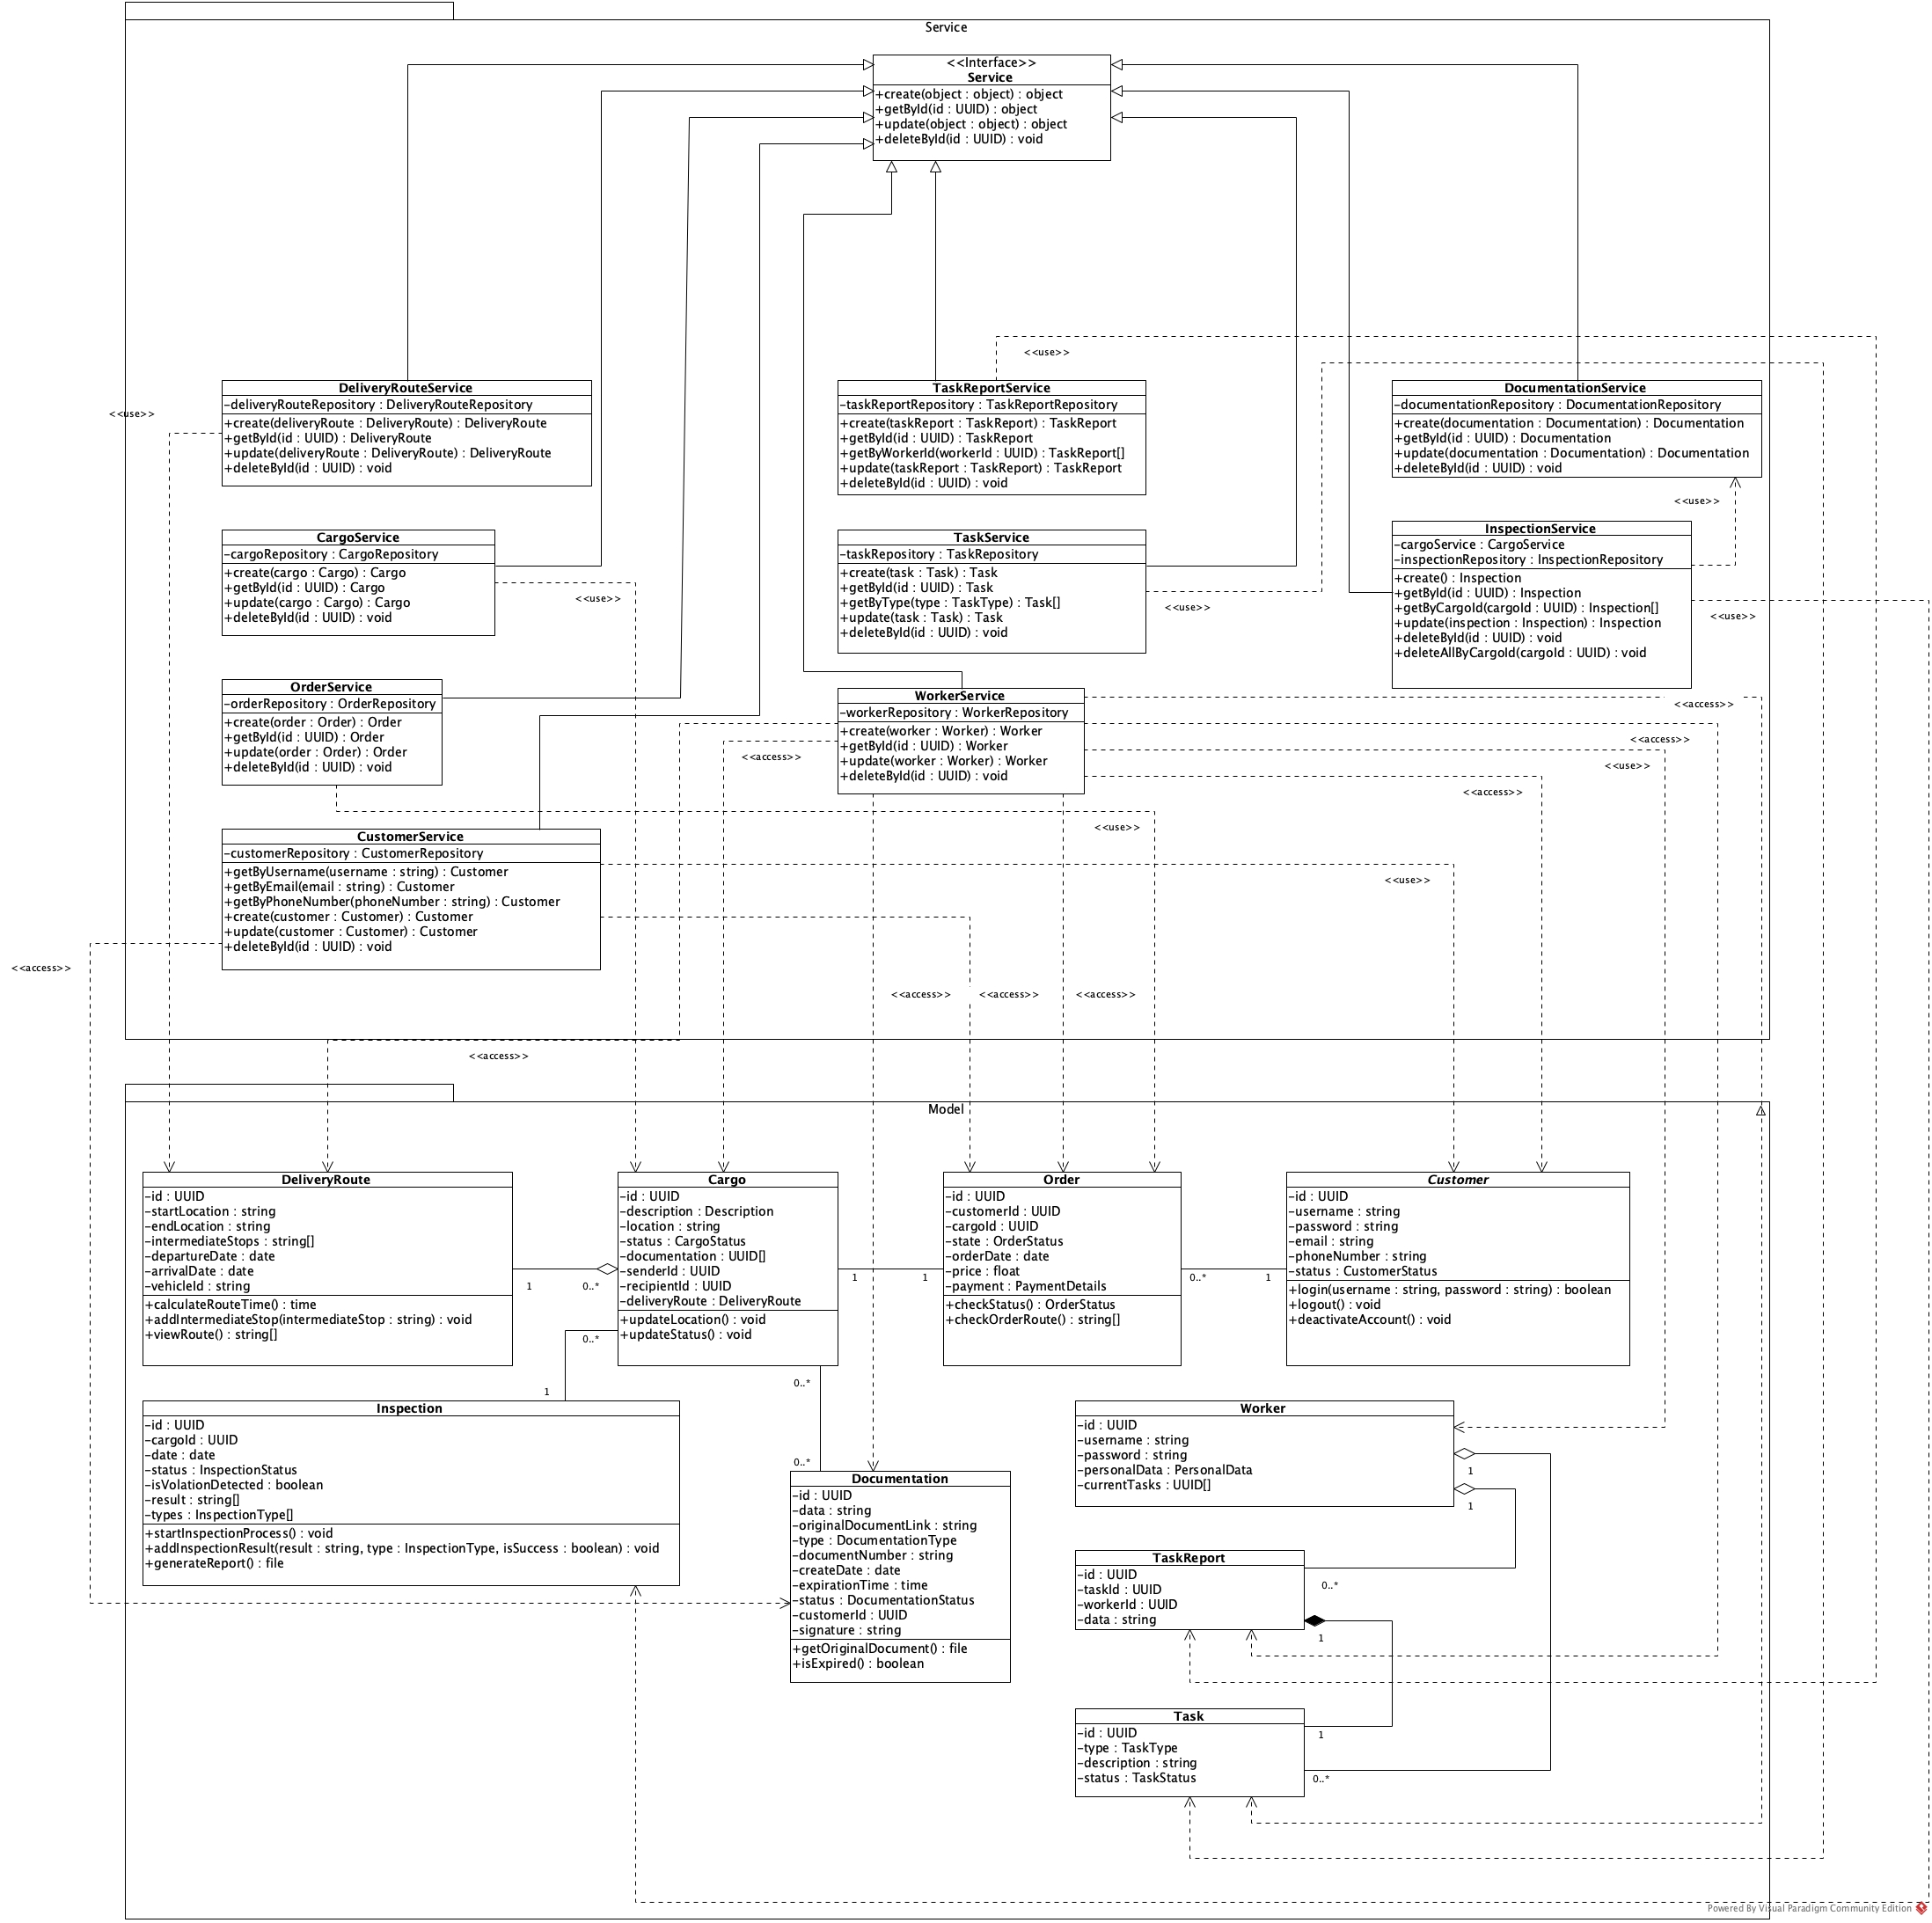 Service
<<Interface>>
Service
+create(object : object) : object
+getById(id : UUID) : object
+update(object : object) : object
+deleteById(id : UUID) : void
<<use>>
DeliveryRouteService
-deliveryRouteRepository : DeliveryRouteRepository
+create(deliveryRoute : DeliveryRoute) : DeliveryRoute
+getById(id : UUID) : DeliveryRoute
+update(deliveryRoute : DeliveryRoute) : DeliveryRoute
+deleteById(id : UUID) : void
<<use>>
TaskReportService
-taskReportRepository : TaskReportRepository
+create(taskReport : TaskReport) : TaskReport
+getById(id : UUID) : TaskReport
+getByWorkerId(workerId : UUID) : TaskReport[]
+update(taskReport : TaskReport) : TaskReport
+deleteById(id : UUID) : void
DocumentationService
-documentationRepository : DocumentationRepository
+create(documentation : Documentation) : Documentation
+getById(id : UUID) : Documentation
+update(documentation : Documentation) : Documentation
+deleteById(id : UUID) : void
<<use>>
CargoService
-cargoRepository : CargoRepository
+create(cargo : Cargo) : Cargo
+getById(id : UUID) : Cargo
+update(cargo : Cargo) : Cargo
+deleteById(id : UUID) : void
<<use>>
TaskService
-taskRepository : TaskRepository
+create(task : Task) : Task
+getById(id : UUID) : Task
+getByType(type : TaskType) : Task[]
+update(task : Task) : Task
+deleteById(id : UUID) : void
<<use>>
InspectionService
-cargoService : CargoService
-inspectionRepository : InspectionRepository
+create() : Inspection
+getById(id : UUID) : Inspection
+getByCargoId(cargoId : UUID) : Inspection[]
+update(inspection : Inspection) : Inspection
+deleteById(id : UUID) : void
+deleteAllByCargoId(cargoId : UUID) : void
<<use>>
OrderService
-orderRepository : OrderRepository
+create(order : Order) : Order
+getById(id : UUID) : Order
+update(order : Order) : Order
+deleteById(id : UUID) : void
<<access>>
WorkerService
-workerRepository : WorkerRepository
+create(worker : Worker) : Worker
+getById(id : UUID) : Worker
+update(worker : Worker) : Worker
+deleteById(id : UUID) : void
<<access>>
<<access>>
<<use>>
<<access>>
<<use>>
CustomerService
-customerRepository : CustomerRepository
+getByUsername(username : string) : Customer
+getByEmail(email : string) : Customer
+getByPhoneNumber(phoneNumber : string) : Customer
+create(customer : Customer) : Customer
+update(customer : Customer) : Customer
+deleteById(id : UUID) : void
<<use>>
<<access>>
<<access>>
<<access>>
<<access>>
<<access>>
Model
DeliveryRoute
-id : UUID
-startLocation : string
-endLocation : string
-intermediateStops : string[]
-departureDate : date
-arrivalDate : date
-vehicleId : string
+calculateRouteTime() : time
+addIntermediateStop(intermediateStop : string) : void
+viewRoute() : string[]
1
0..*
Cargo
-id : UUID
-description : Description
-location : string
-status : CargoStatus
-documentation : UUID[]
-senderId : UUID
-recipientId : UUID
-deliveryRoute : DeliveryRoute
+updateLocation() : void
+updateStatus() : void
1
1
Order
-id : UUID
-customerId : UUID
-cargoId : UUID
-state : OrderStatus
-orderDate : date
-price : float
-payment : PaymentDetails
+checkStatus() : OrderStatus
+checkOrderRoute() : string[]
0..*
1
Customer
-id : UUID
-username : string
-password : string
-email : string
-phoneNumber : string
-status : CustomerStatus
+login(username : string, password : string) : boolean
+logout() : void
+deactivateAccount() : void
0..*
1
0..*
0..*
Inspection
-id : UUID
-cargoId : UUID
-date : date
-status : InspectionStatus
-isVolationDetected : boolean
-result : string[]
-types : InspectionType[]
+startInspectionProcess() : void
+addInspectionResult(result : string, type : InspectionType, isSuccess : boolean) : void
+generateReport() : file
Documentation
-id : UUID
-data : string
-originalDocumentLink : string
-type : DocumentationType
-documentNumber : string
-createDate : date
-expirationTime : time
-status : DocumentationStatus
-customerId : UUID
-signature : string
+getOriginalDocument() : file
+isExpired() : boolean
Worker
-id : UUID
-username : string
-password : string
-personalData : PersonalData
-currentTasks : UUID[]
1
1
TaskReport
-id : UUID
-taskId : UUID
-workerId : UUID
-data : string
0..*
1
Task
-id : UUID
-type : TaskType
-description : string
-status : TaskStatus
1
0..*
Powered By Visual Paradigm Community Edition